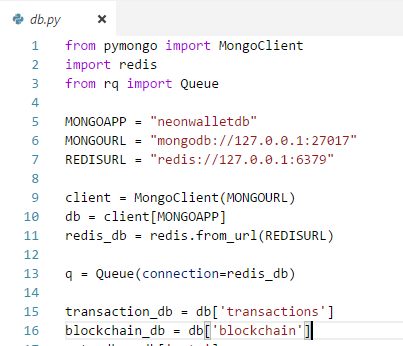 db.py
1 from pymongo import MongoClient
2 import redis
3 from rq import Queue
4
5 MONGOAPP = "neonwalletdb"
6 MONGOURL = "mongodb://127.0.0.1:27017"
7 REDISURL = "redis://127.0.0.1:6379"
8
9 client = MongoClient(MONGOURL)
10 db = client[MONGOAPP]
11 redis_db = redis.from_url(REDISURL)
12
13 q = Queue(connection=redis_db)
14
15 transaction_db = db['transactions']
16 blockchain_db = db['blockchain']